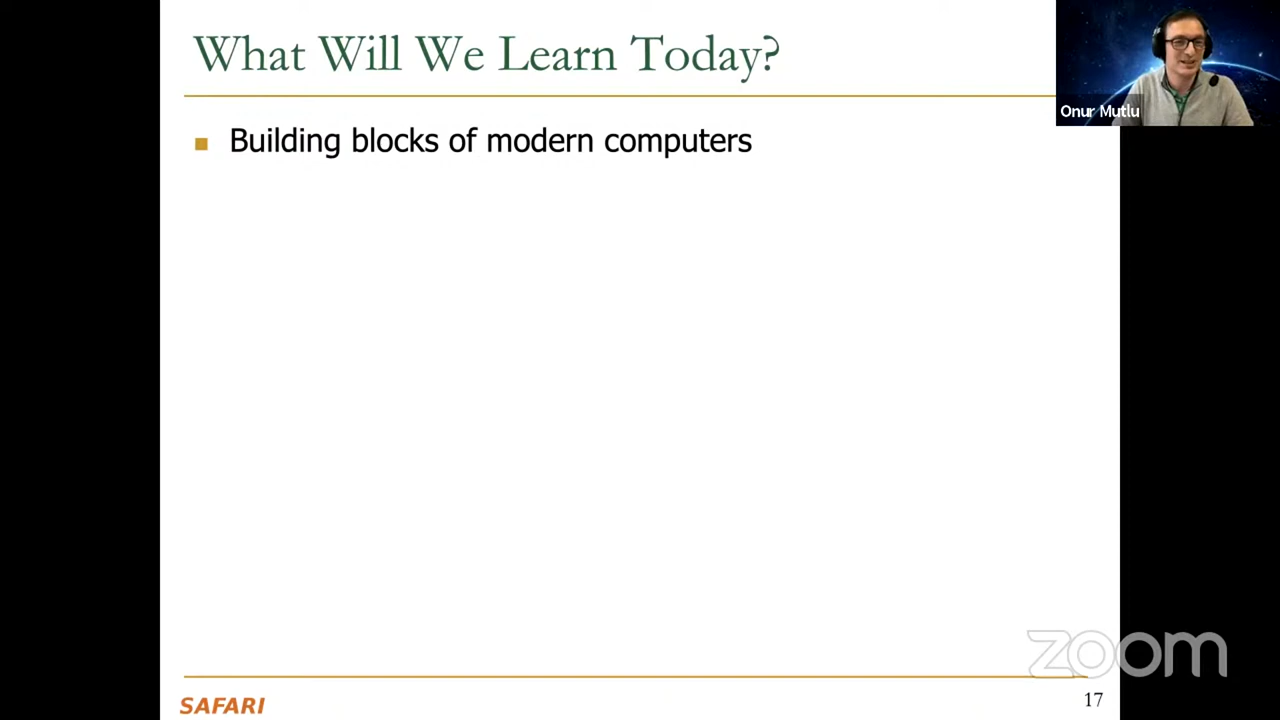 What Will We Learn Today?
Onur Mutlu
Building blocks of modern computers
zoom
SAFARI
17